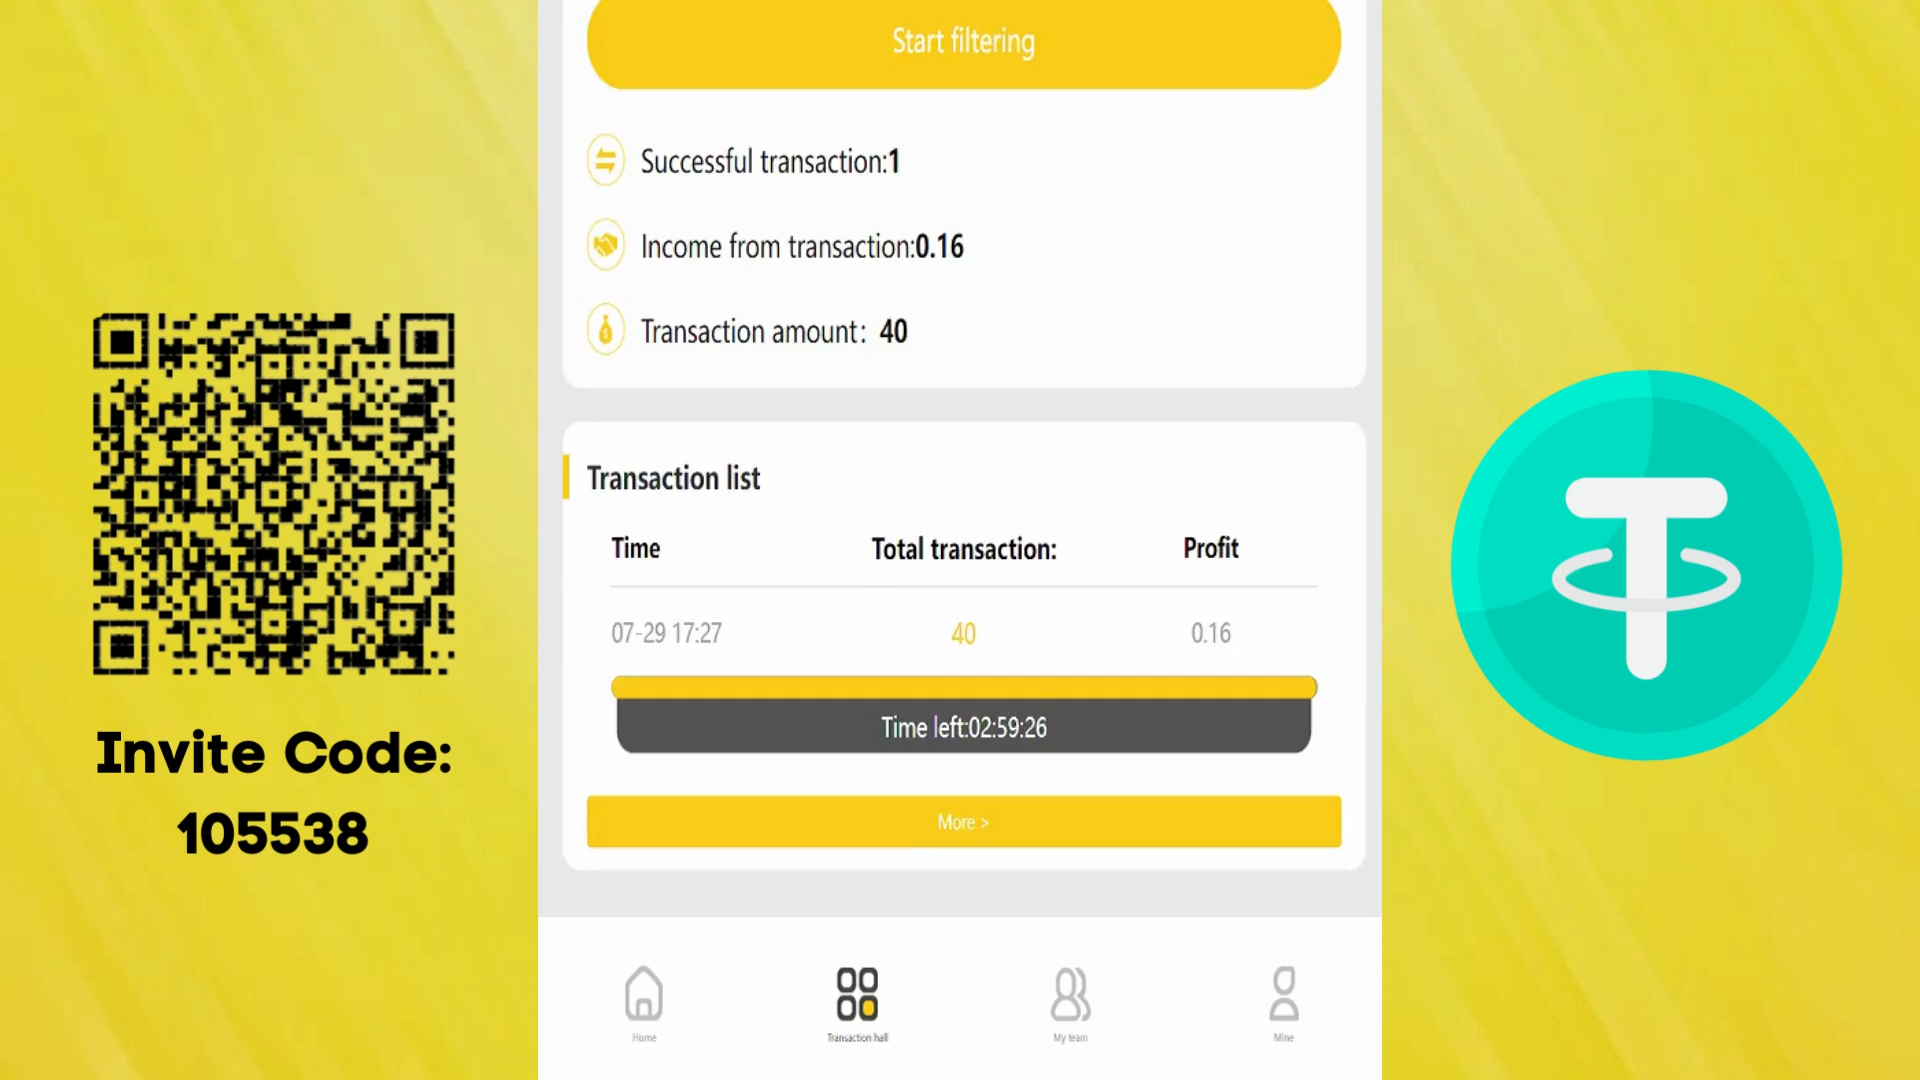 Start filtering
Successful transaction:1
Income from transaction:0.16
Transaction amount: 40
Transaction list
Time Total transaction: Profit
07-29 17:27 40 0.16
Time left:02:59:26
More >
Home Transaction hall My team Mine
Invite Code:
105538